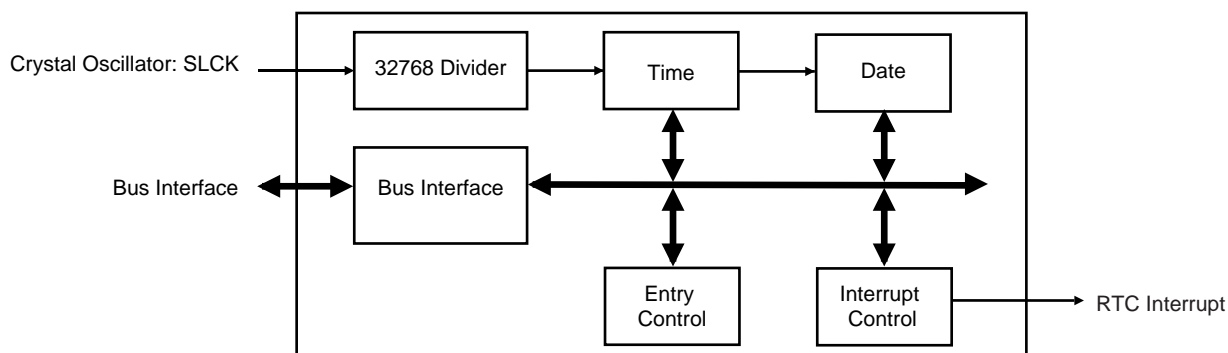 Crystal Oscillator: SLCK
32768 Divider
Time
Date
Bus Interface
Bus Interface
Entry
Control
Interrupt
Control
RTC Interrupt